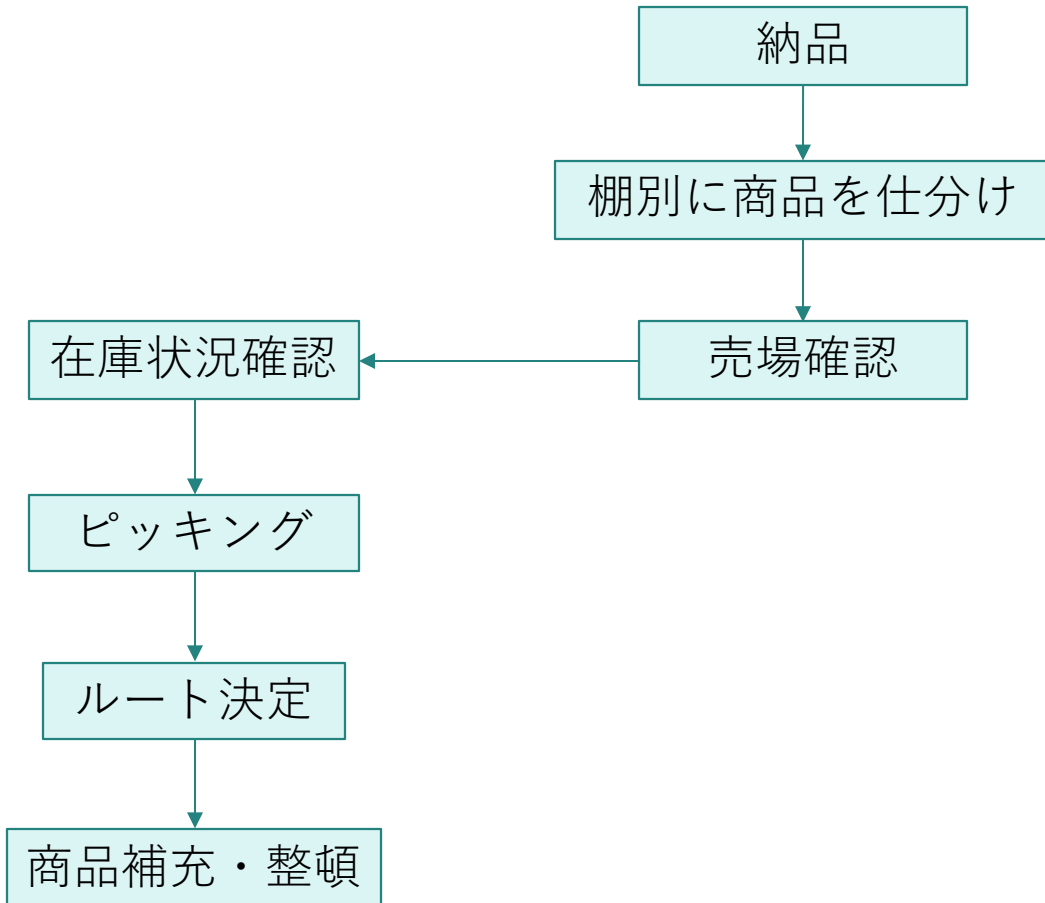 納品
棚別に商品を仕分け
売場確認
在庫状況確認
ピッキング
ルート決定
商品補充・整頓